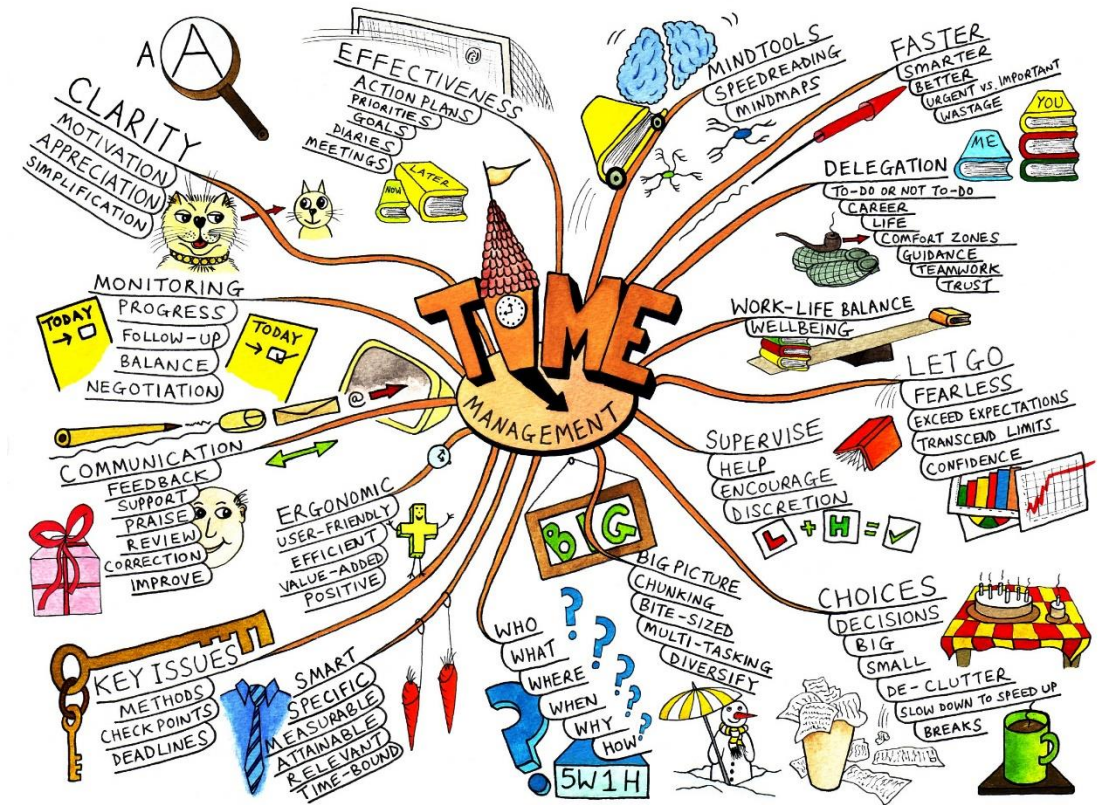 TIME
MANAGEMENT
A A
CLARITY
MOTIVATION
APPRECIATION
SIMPLIFICATION
EFFECTIVENESS
ACTION PLANS
PRIORITIES
GOALS
DIARIES
MEETINGS
NOW
LATER
MINDTOOLS
SPEEDREADING
MINDMAPS
FASTER
SMARTER
BETTER
URGENT VS. IMPORTANT
WASTAGE
YOU
ME
DELEGATION
TO-DO OR NOT TO-DO
CAREER
LIFE
COMFORT ZONES
GUIDANCE
TEAMWORK
TRUST
WORK-LIFE BALANCE
WELLBEING
LET GO
FEARLESS
EXCEED EXPECTATIONS
TRANSCEND LIMITS
CONFIDENCE
SUPERVISE
HELP
ENCOURAGE
DISCRETION
L + H = ✓
CHOICES
DECISIONS
BIG
SMALL
DE-CLUTTER
SLOW DOWN TO SPEED UP
BREAKS
BIG
BIG PICTURE
CHUNKING
BITE-SIZED
MULTI-TASKING
DIVERSIFY
WHO
WHAT
WHERE
WHEN
WHY
HOW
? ? ? ? ? ? ?
5W1H
SMART
SPECIFIC
MEASURABLE
ATTAINABLE
RELEVANT
TIME-BOUND
KEY ISSUES
METHODS
CHECKPOINTS
DEADLINES
ERGONOMIC
USER-FRIENDLY
EFFICIENT
VALUE-ADDED
POSITIVE
COMMUNICATION
FEEDBACK
SUPPORT
PRAISE
REVIEW
CORRECTION
IMPROVE
@
MONITORING
PROGRESS
FOLLOW-UP
BALANCE
NEGOTIATION
TODAY
→ ☐
TODAY
→ ☑